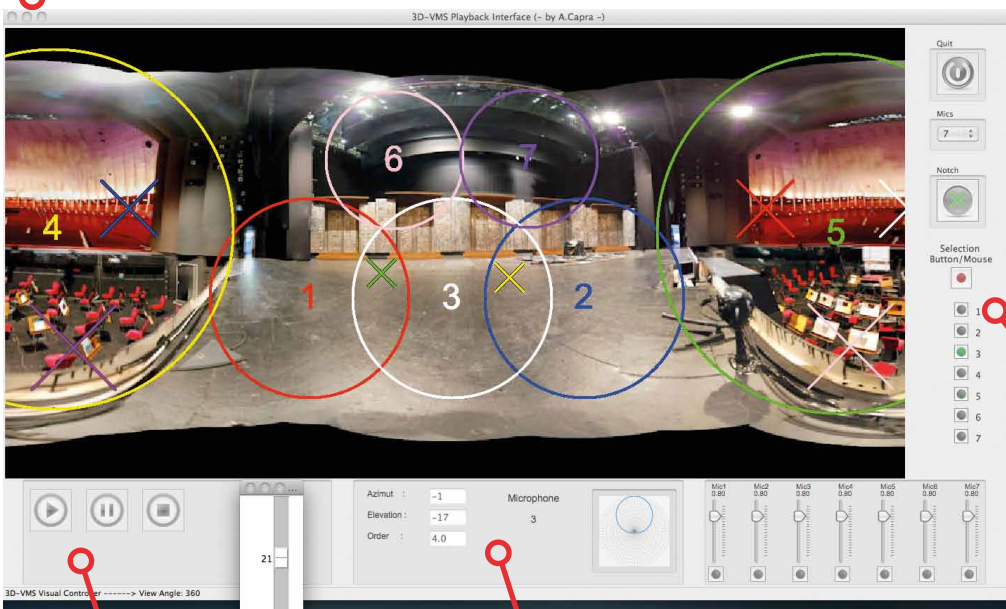 3D-VMS Playback Interface (- by A.Capra -)
Quit
Mics
7
Notch
6
7
4
5
1
3
2
Selection
Button/Mouse
1
2
3
4
5
6
7
Azimut : -1
Elevation : -17
Order : 4.0
Microphone
3
21
Mic1 Mic2 Mic3 Mic4 Mic5 Mic6 Mic7
0.80 0.80 0.80 0.80 0.80 0.80 0.80
3D-VMS Visual Controller ------> View Angle: 360